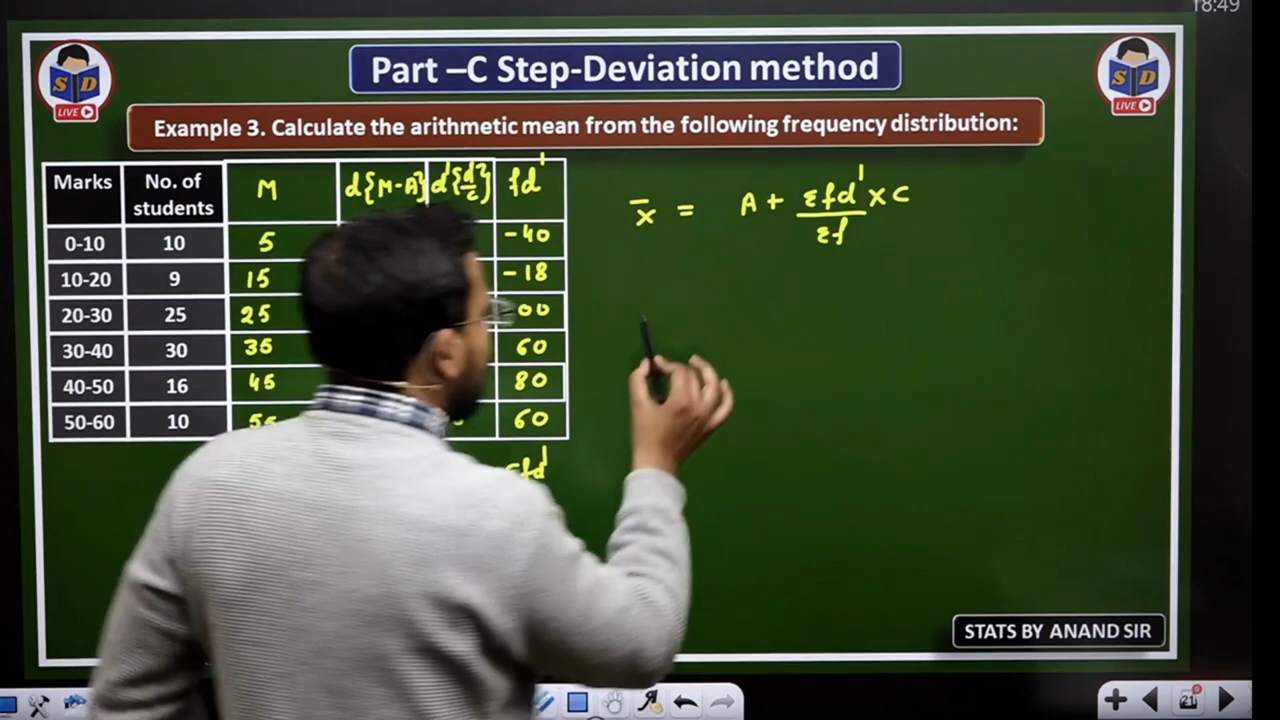 18:49
Part –C Step-Deviation method
S D
LIVE
S D
LIVE
Example 3. Calculate the arithmetic mean from the following frequency distribution:
Marks No. of students M d{M-A} d'{d/c} fd'
0-10 10 5 -40
10-20 9 15 -18
20-30 25 25 00
30-40 30 35 60
40-50 16 45 80
50-60 10 55 60
Σfd'
x̄ = A + Σfd'/Σf x C
STATS BY ANAND SIR
21